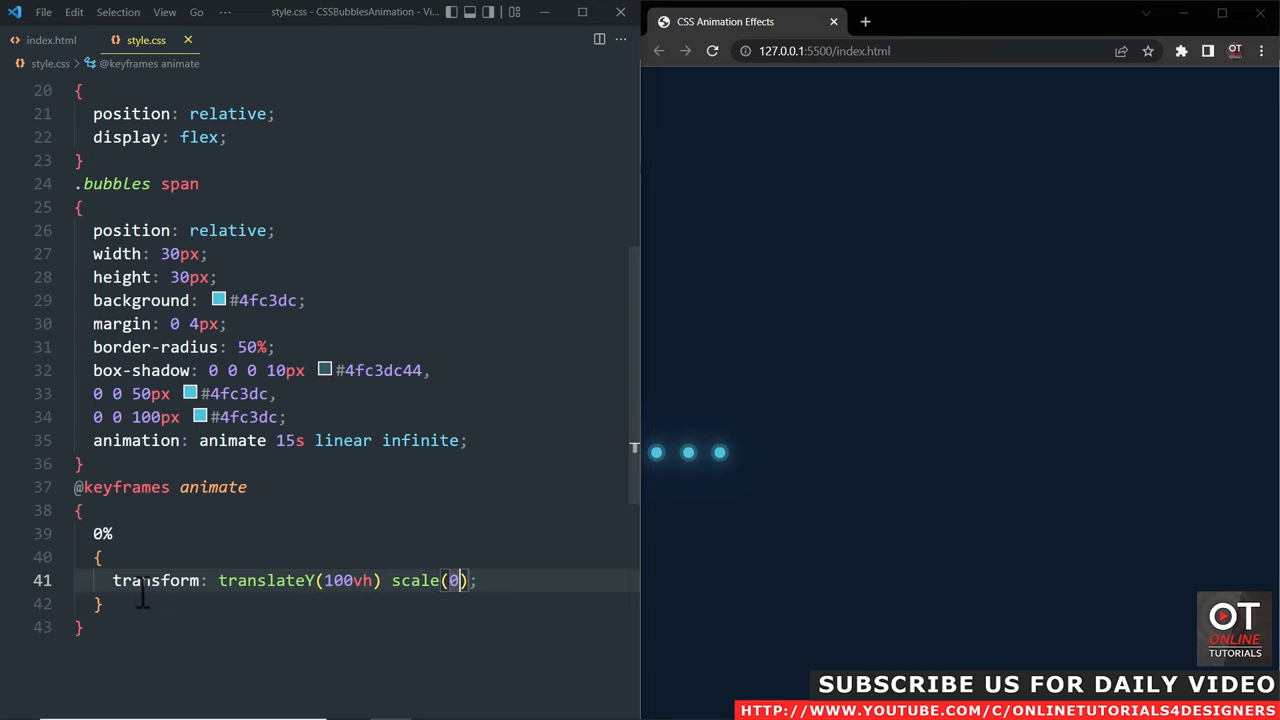 File Edit Selection View Go ··· style.css - CSSBubblesAnimation - Vi...
index.html style.css
style.css > @keyframes animate
20 {
21 position: relative;
22 display: flex;
23 }
24 .bubbles span
25 {
26 position: relative;
27 width: 30px;
28 height: 30px;
29 background: #4fc3dc;
30 margin: 0 4px;
31 border-radius: 50%;
32 box-shadow: 0 0 0 10px #4fc3dc44,
33 0 0 50px #4fc3dc,
34 0 0 100px #4fc3dc;
35 animation: animate 15s linear infinite;
36 }
37 @keyframes animate
38 {
39 0%
40 {
41 transform: translateY(100vh) scale(0);
42 }
43 }
CSS Animation Effects
127.0.0.1:5500/index.html
OT
OT
ONLINE
TUTORIALS
SUBSCRIBE US FOR DAILY VIDEO
HTTP://WWW.YOUTUBE.COM/C/ONLINETUTORIALS4DESIGNERS